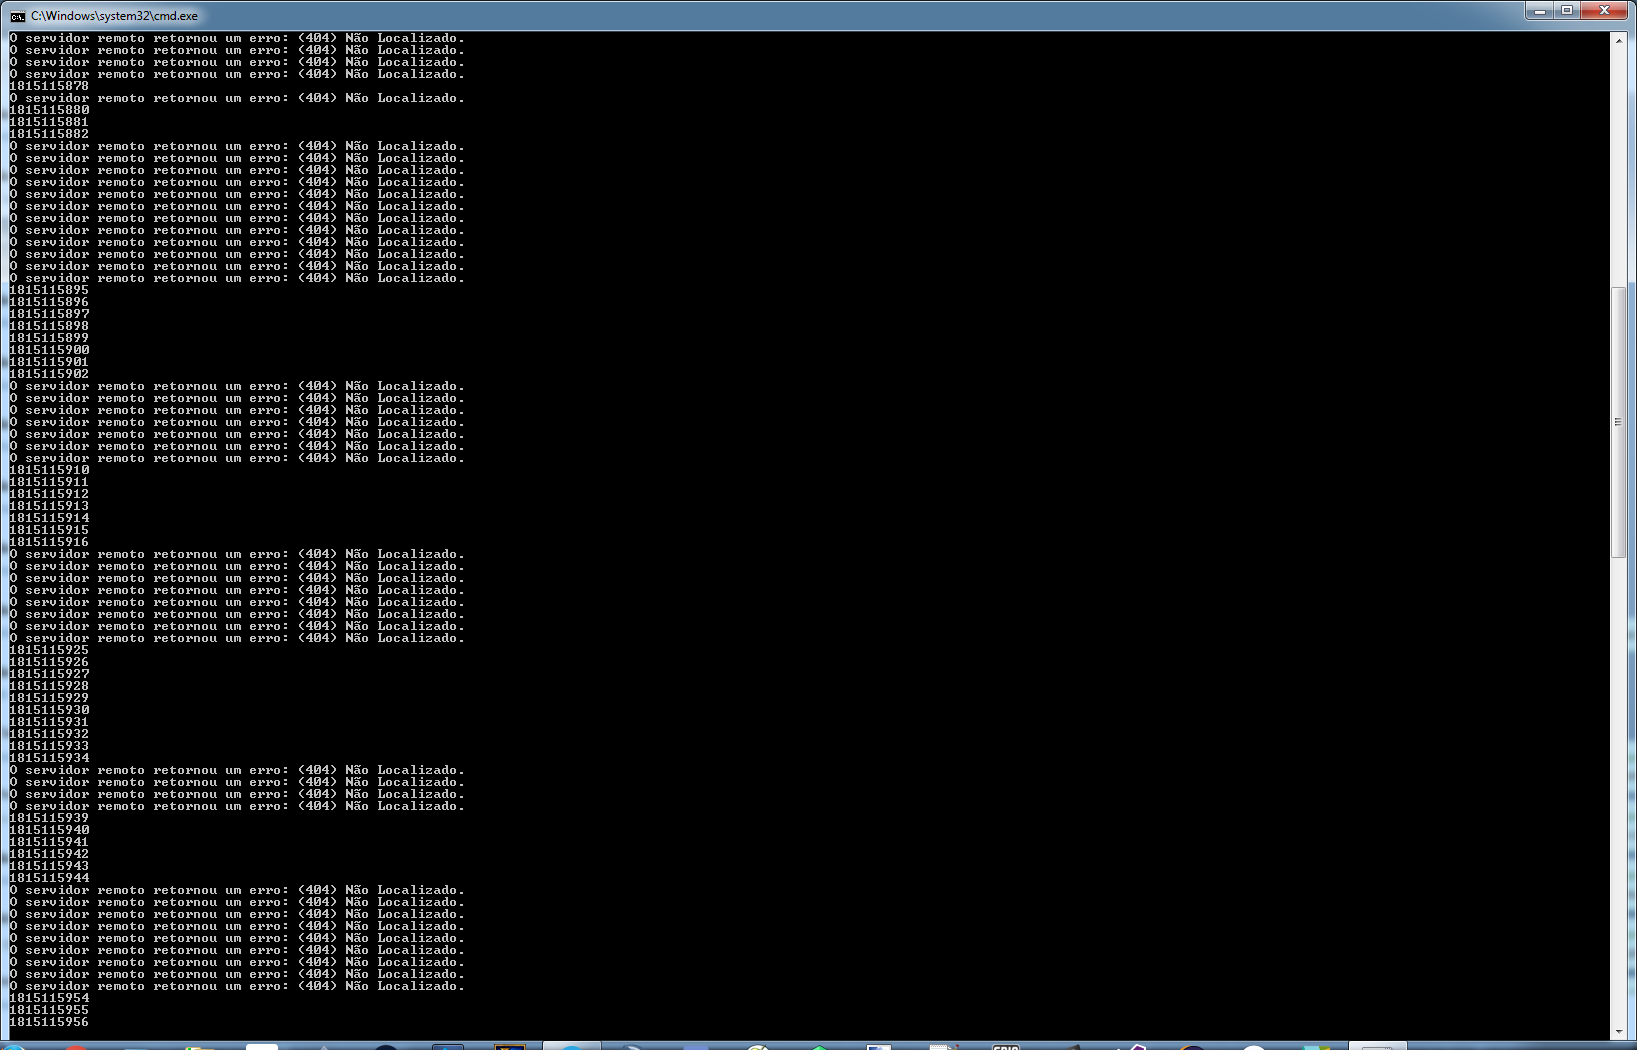 C:\Windows\system32\cmd.exe
O servidor remoto retornou um erro: (404) Não Localizado.
O servidor remoto retornou um erro: (404) Não Localizado.
O servidor remoto retornou um erro: (404) Não Localizado.
O servidor remoto retornou um erro: (404) Não Localizado.
1815115878
O servidor remoto retornou um erro: (404) Não Localizado.
1815115880
1815115881
1815115882
O servidor remoto retornou um erro: (404) Não Localizado.
O servidor remoto retornou um erro: (404) Não Localizado.
O servidor remoto retornou um erro: (404) Não Localizado.
O servidor remoto retornou um erro: (404) Não Localizado.
O servidor remoto retornou um erro: (404) Não Localizado.
O servidor remoto retornou um erro: (404) Não Localizado.
O servidor remoto retornou um erro: (404) Não Localizado.
O servidor remoto retornou um erro: (404) Não Localizado.
O servidor remoto retornou um erro: (404) Não Localizado.
O servidor remoto retornou um erro: (404) Não Localizado.
O servidor remoto retornou um erro: (404) Não Localizado.
O servidor remoto retornou um erro: (404) Não Localizado.
1815115895
1815115896
1815115897
1815115898
1815115899
1815115900
1815115901
1815115902
O servidor remoto retornou um erro: (404) Não Localizado.
O servidor remoto retornou um erro: (404) Não Localizado.
O servidor remoto retornou um erro: (404) Não Localizado.
O servidor remoto retornou um erro: (404) Não Localizado.
O servidor remoto retornou um erro: (404) Não Localizado.
O servidor remoto retornou um erro: (404) Não Localizado.
O servidor remoto retornou um erro: (404) Não Localizado.
1815115910
1815115911
1815115912
1815115913
1815115914
1815115915
1815115916
O servidor remoto retornou um erro: (404) Não Localizado.
O servidor remoto retornou um erro: (404) Não Localizado.
O servidor remoto retornou um erro: (404) Não Localizado.
O servidor remoto retornou um erro: (404) Não Localizado.
O servidor remoto retornou um erro: (404) Não Localizado.
O servidor remoto retornou um erro: (404) Não Localizado.
O servidor remoto retornou um erro: (404) Não Localizado.
O servidor remoto retornou um erro: (404) Não Localizado.
1815115925
1815115926
1815115927
1815115928
1815115929
1815115930
1815115931
1815115932
1815115933
1815115934
O servidor remoto retornou um erro: (404) Não Localizado.
O servidor remoto retornou um erro: (404) Não Localizado.
O servidor remoto retornou um erro: (404) Não Localizado.
O servidor remoto retornou um erro: (404) Não Localizado.
1815115939
1815115940
1815115941
1815115942
1815115943
1815115944
O servidor remoto retornou um erro: (404) Não Localizado.
O servidor remoto retornou um erro: (404) Não Localizado.
O servidor remoto retornou um erro: (404) Não Localizado.
O servidor remoto retornou um erro: (404) Não Localizado.
O servidor remoto retornou um erro: (404) Não Localizado.
O servidor remoto retornou um erro: (404) Não Localizado.
O servidor remoto retornou um erro: (404) Não Localizado.
O servidor remoto retornou um erro: (404) Não Localizado.
O servidor remoto retornou um erro: (404) Não Localizado.
1815115954
1815115955
1815115956